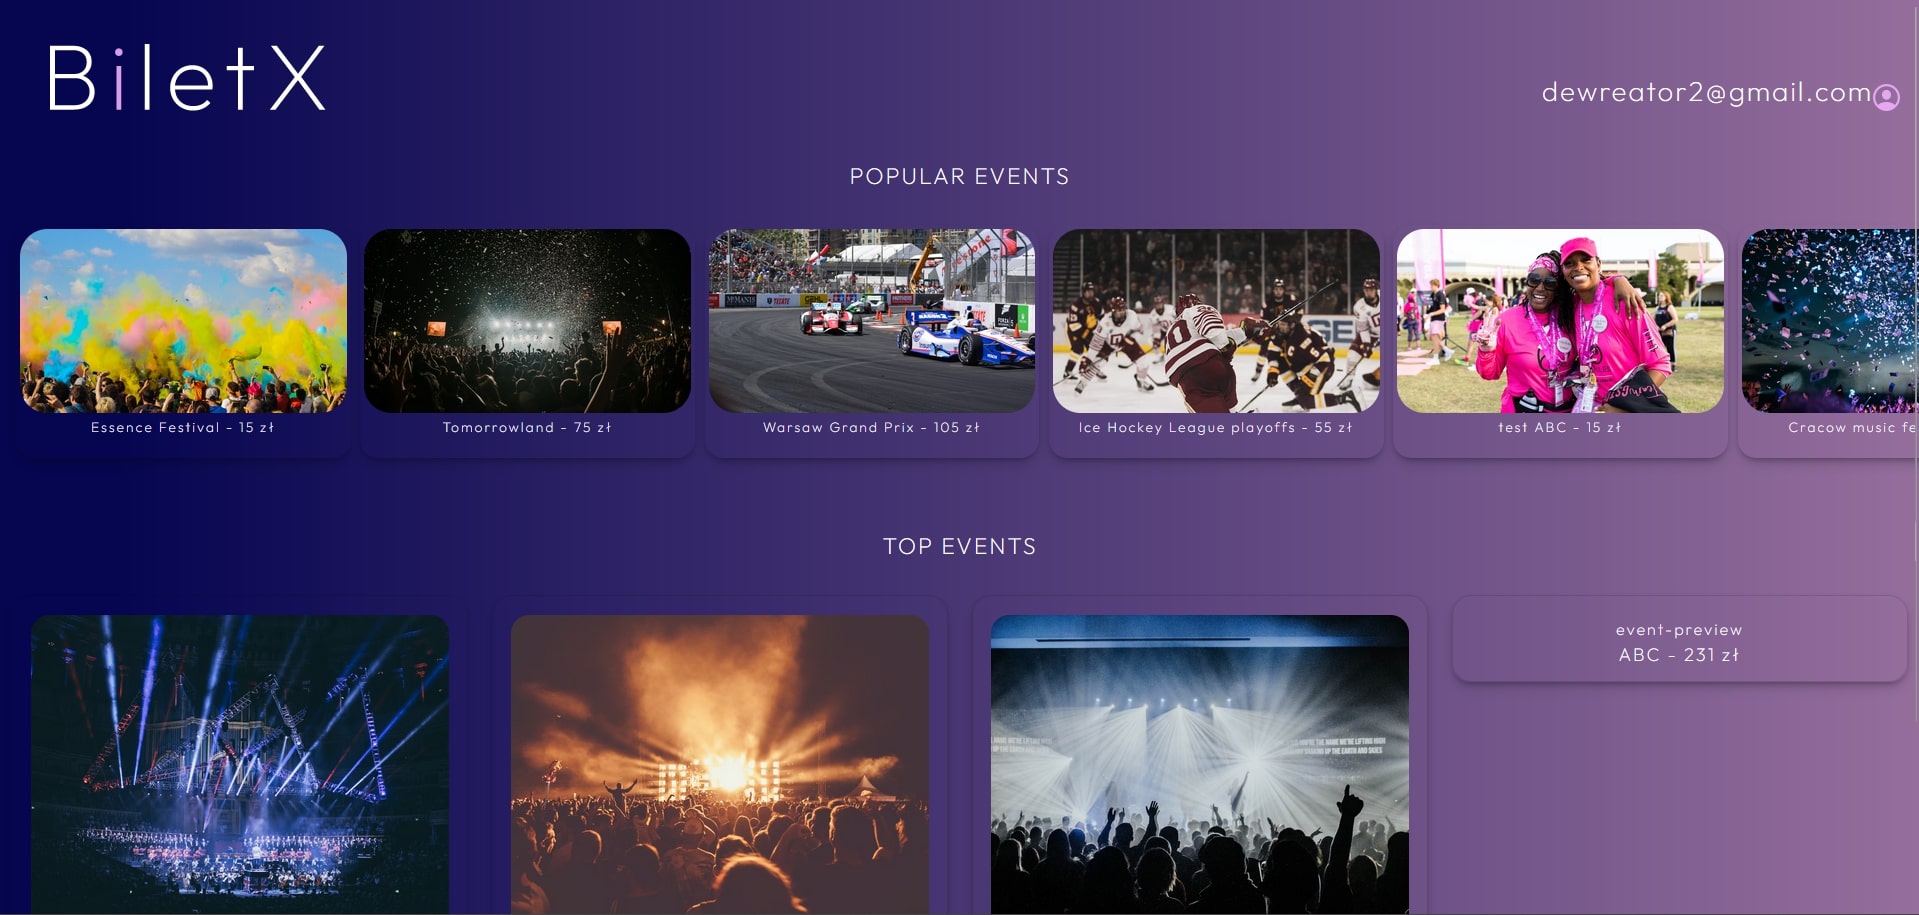 BiletX
dewreator2@gmail.com
POPULAR EVENTS
Essence Festival - 15 zł
Tomorrowland - 75 zł
Warsaw Grand Prix - 105 zł
Ice Hockey League playoffs - 55 zł
test ABC - 15 zł
Cracow music fe
TOP EVENTS
event-preview
ABC - 231 zł